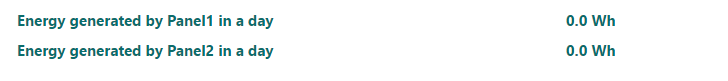 Energy generated by Panel1 in a day 0.0 Wh
Energy generated by Panel2 in a day 0.0 Wh